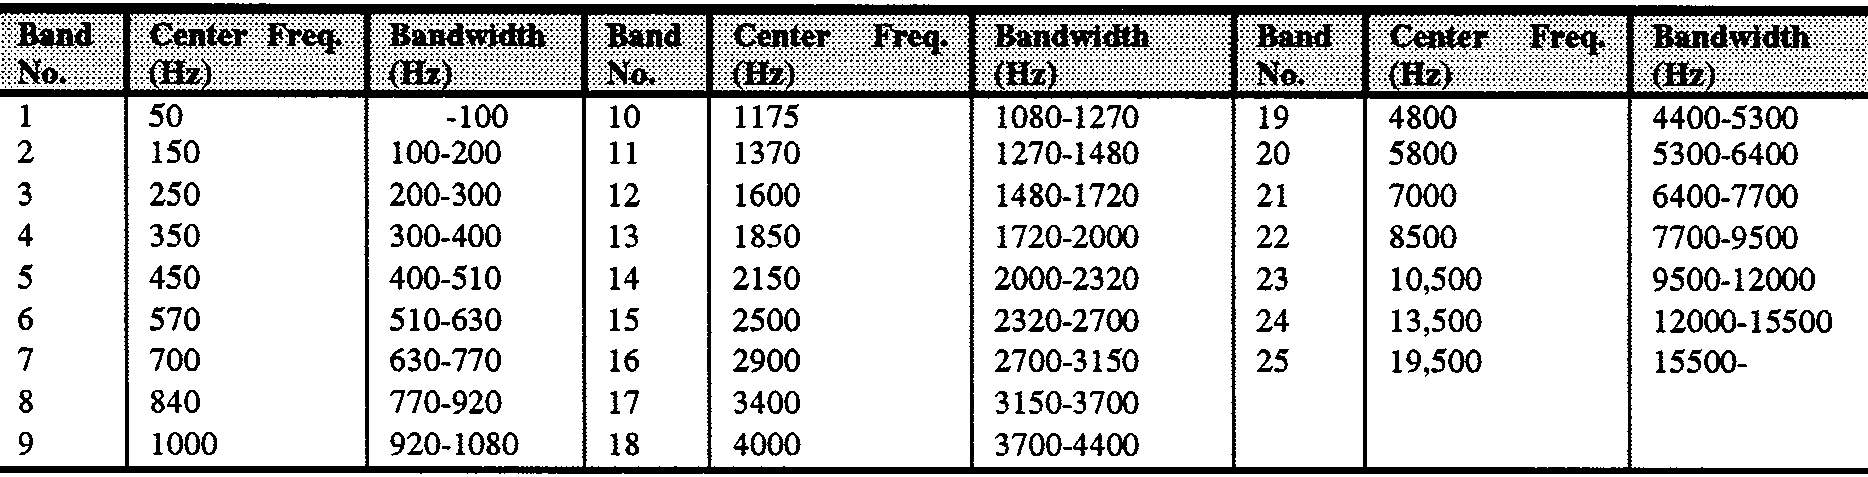 Band No. Center Freq. (Hz) Bandwidth (Hz) Band No. Center Freq. (Hz) Bandwidth (Hz) Band No. Center Freq. (Hz) Bandwidth (Hz)
1 50 -100 10 1175 1080-1270 19 4800 4400-5300
2 150 100-200 11 1370 1270-1480 20 5800 5300-6400
3 250 200-300 12 1600 1480-1720 21 7000 6400-7700
4 350 300-400 13 1850 1720-2000 22 8500 7700-9500
5 450 400-510 14 2150 2000-2320 23 10,500 9500-12000
6 570 510-630 15 2500 2320-2700 24 13,500 12000-15500
7 700 630-770 16 2900 2700-3150 25 19,500 15500-
8 840 770-920 17 3400 3150-3700
9 1000 920-1080 18 4000 3700-4400